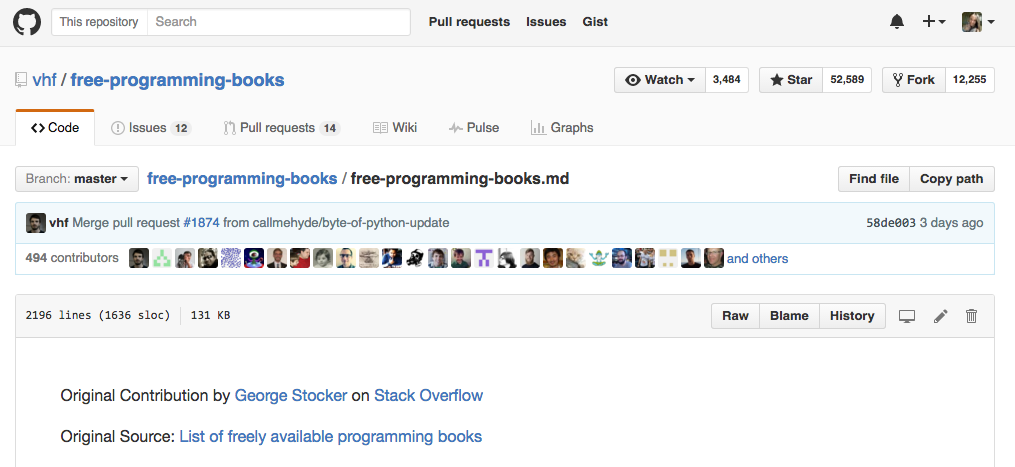 This repository Search Pull requests Issues Gist
vhf / free-programming-books Watch 3,484 Star 52,589 Fork 12,255
Code Issues 12 Pull requests 14 Wiki Pulse Graphs
Branch: master free-programming-books / free-programming-books.md Find file Copy path
vhf Merge pull request #1874 from callmehyde/byte-of-python-update 58de003 3 days ago
494 contributors and others
2196 lines (1636 sloc) 131 KB Raw Blame History
Original Contribution by George Stocker on Stack Overflow
Original Source: List of freely available programming books